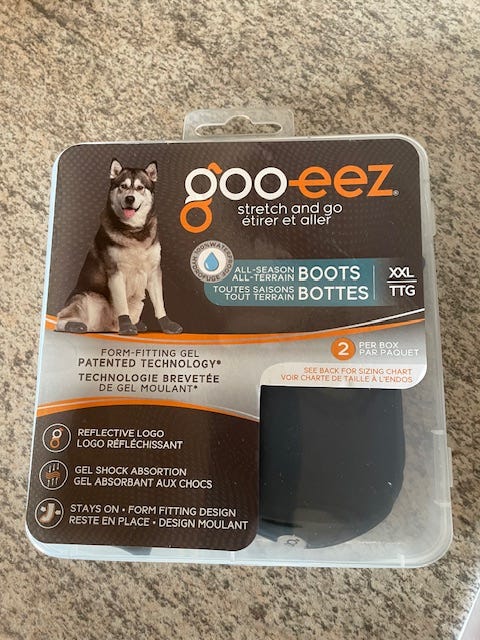 goo-eez®
stretch and go
étirer et aller
100% WATERPROOF
ALL-SEASON
ALL-TERRAIN
BOOTS
TOUTES SAISONS
TOUT TERRAIN
BOTTES
XXL
TTG
2 PER BOX
PAR PAQUET
FORM-FITTING GEL
PATENTED TECHNOLOGY*
TECHNOLOGIE BREVETÉE
DE GEL MOULANT*
SEE BACK FOR SIZING CHART
VOIR CHARTE DE TAILLE À L'ENDOS
REFLECTIVE LOGO
LOGO RÉFLÉCHISSANT
GEL SHOCK ABSORTION
GEL ABSORBANT AUX CHOCS
STAYS ON • FORM FITTING DESIGN
RESTE EN PLACE • DESIGN MOULANT